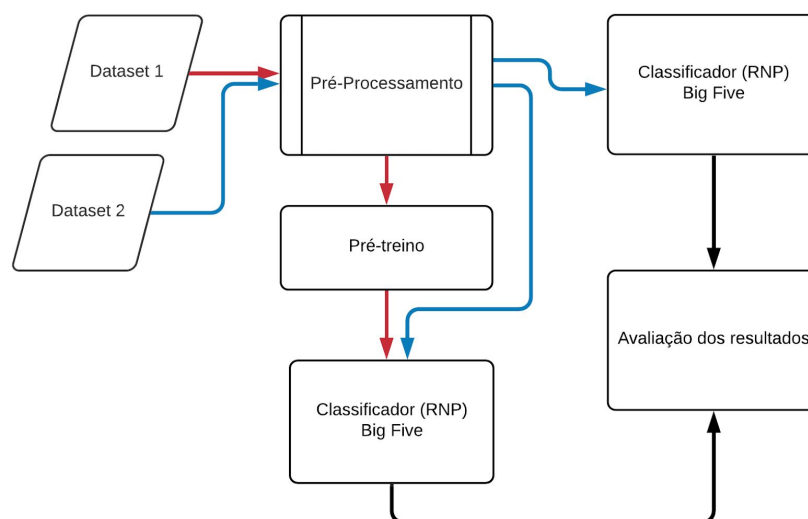 Dataset 1
Pré-Processamento
Classificador (RNP)
Big Five
Dataset 2
Pré-treino
Avaliação dos resultados
Classificador (RNP)
Big Five